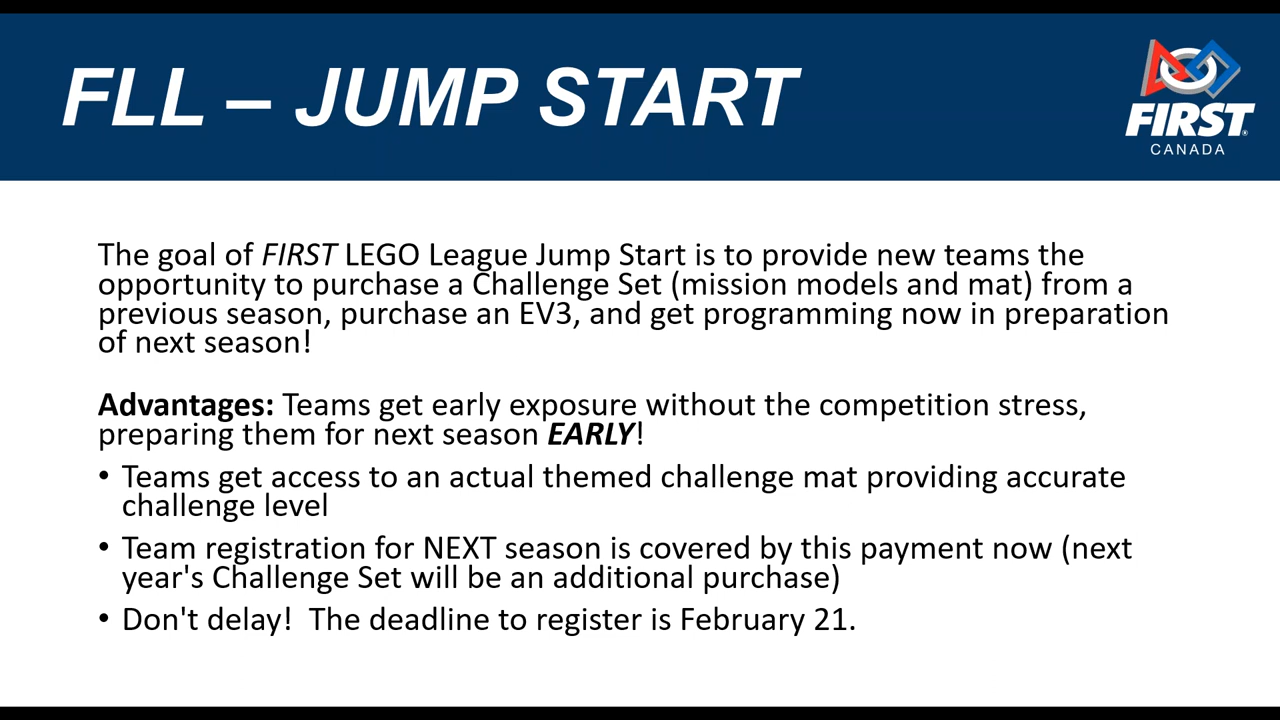 FLL – JUMP START
FIRST®
CANADA
The goal of FIRST LEGO League Jump Start is to provide new teams the
opportunity to purchase a Challenge Set (mission models and mat) from a
previous season, purchase an EV3, and get programming now in preparation
of next season!
Advantages: Teams get early exposure without the competition stress,
preparing them for next season EARLY!
• Teams get access to an actual themed challenge mat providing accurate
challenge level
• Team registration for NEXT season is covered by this payment now (next
year's Challenge Set will be an additional purchase)
• Don't delay!  The deadline to register is February 21.